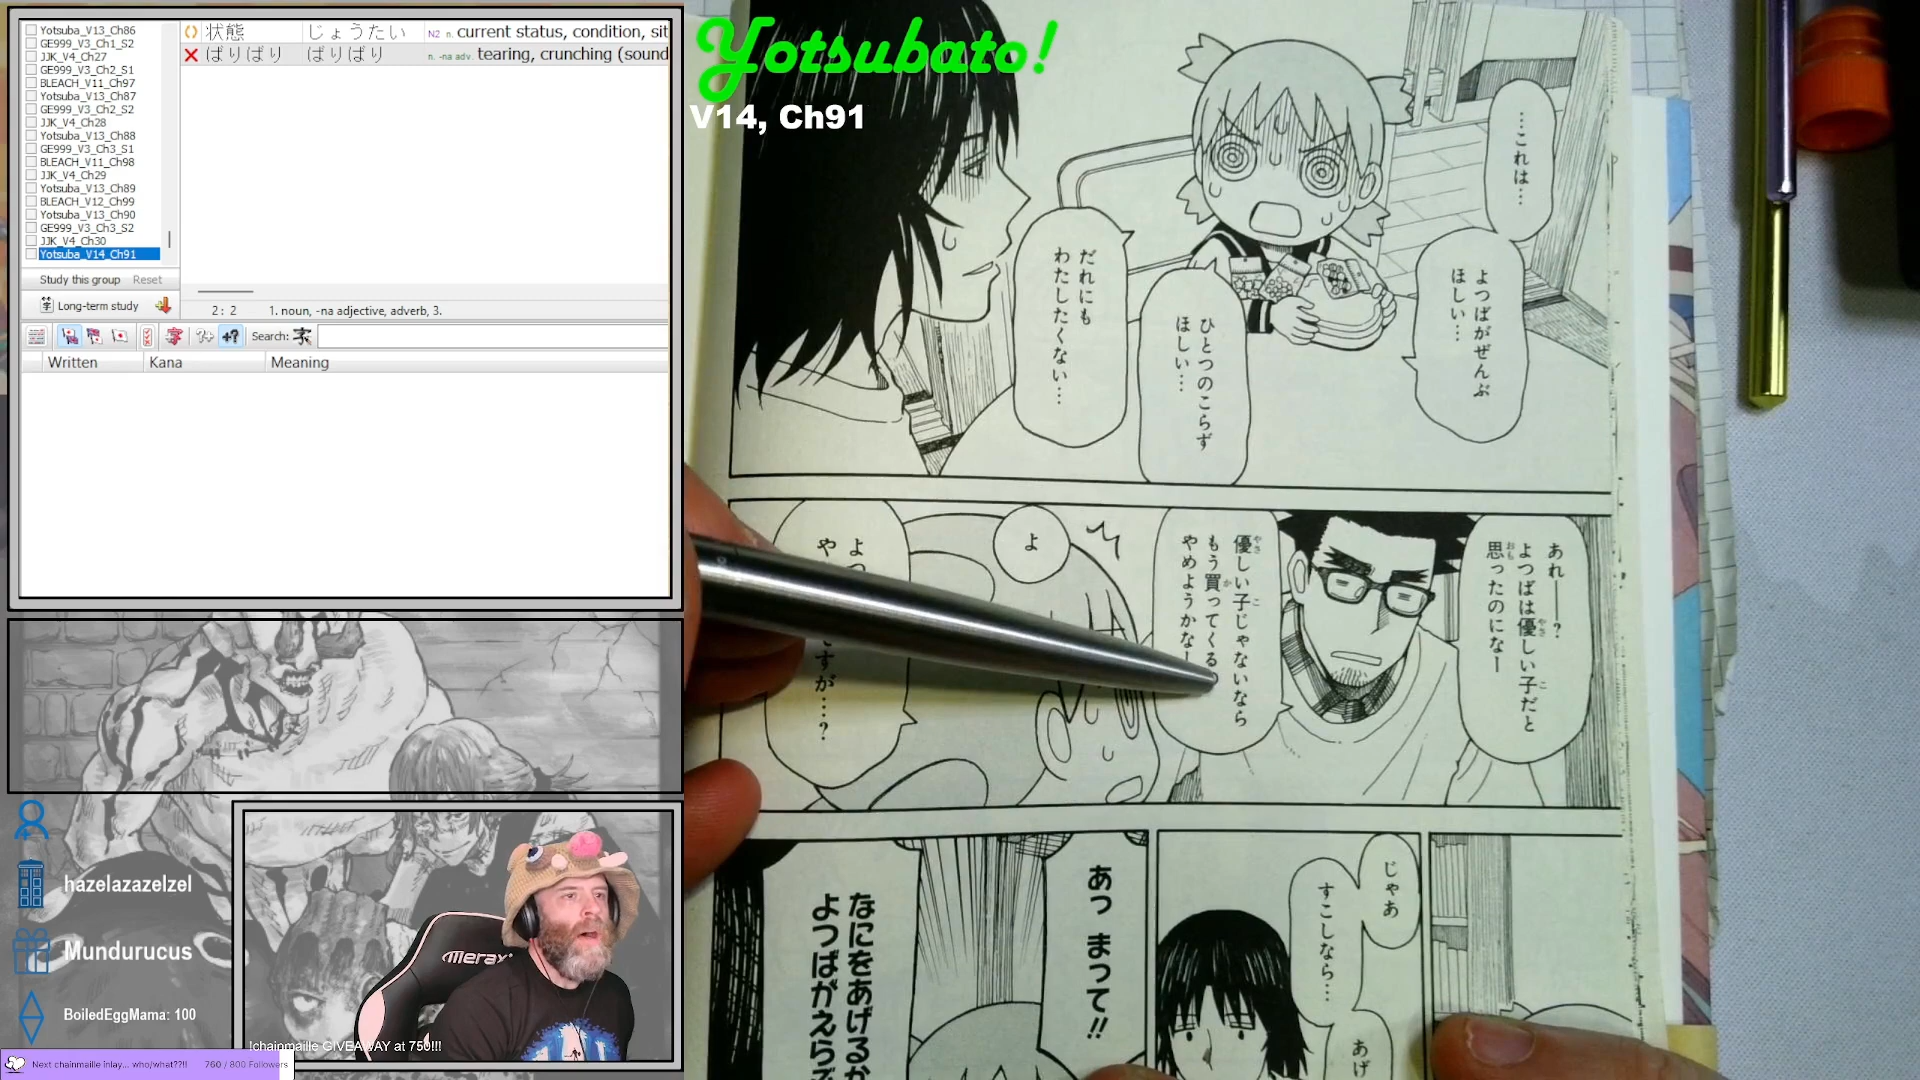 Yotsuba_V13_Ch86
GE999_V3_Ch1_S2
JJK_V4_Ch27
GE999_V3_Ch2_S1
BLEACH_V11_Ch97
Yotsuba_V13_Ch87
GE999_V3_Ch2_S2
JJK_V4_Ch28
Yotsuba_V13_Ch88
GE999_V3_Ch3_S1
BLEACH_V11_Ch98
JJK_V4_Ch29
Yotsuba_V13_Ch89
BLEACH_V12_Ch99
Yotsuba_V13_Ch90
GE999_V3_Ch3_S2
JJK_V4_Ch30
Yotsuba_V14_Ch91
Study this group Reset
Long-term study
状態 じょうたい N2 n. current status, condition, sit
ばりばり ばりばり n. -na adv. tearing, crunching (sound
2: 2 1. noun, -na adjective, adverb, 3.
Search:
Written Kana Meaning
Yotsubato!
V14, Ch91
…これは…
よつばがぜんぶ
ほしい…
ひとつのこらず
ほしい…
だれにも
わたしたくない…
あれ――?
よつばは優しい子だと
思ったのになー
優しい子じゃないなら
もう買ってくる
やめようかなー
よ
よつ
や
すが…?
じゃあ
すこしなら…
あげ
あっ まって!!
なにをあげるか
よつばがえらぶ
merax
hazelazazelzel
Mundurucus
BoiledEggMama: 100
!chainmaille GIVEAWAY at 750!!!
Next chainmaille inlay... who/what??!! 760 / 800 Followers